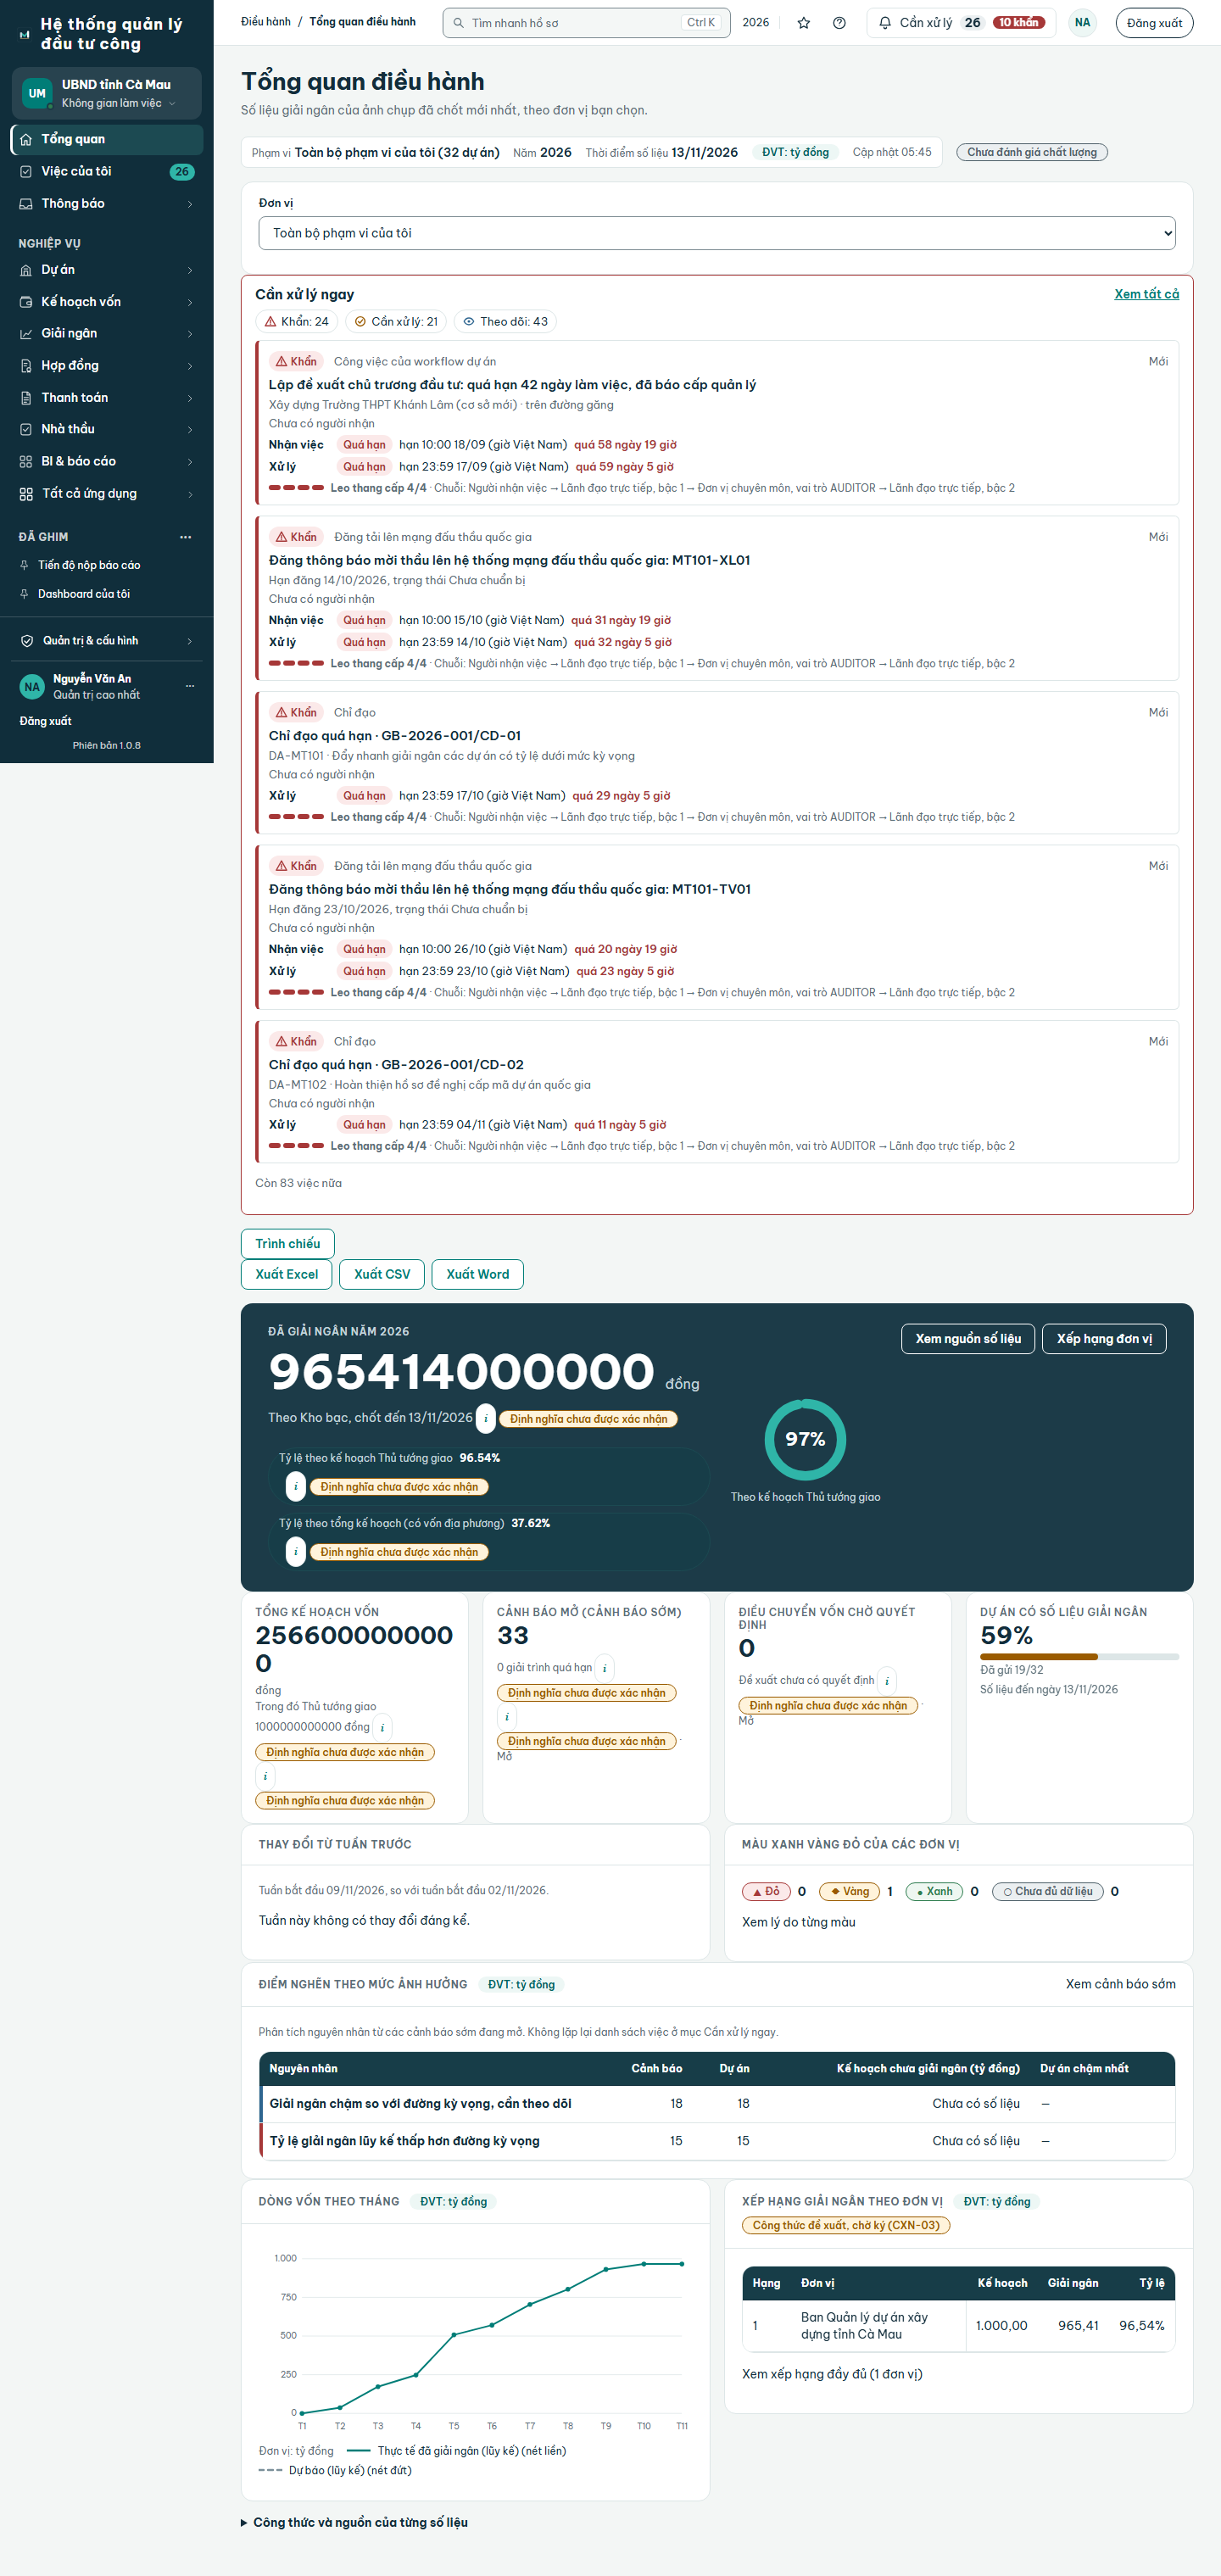 Hệ thống quản lý
đầu tư công
UM
UBND tỉnh Cà Mau
Không gian làm việc
Tổng quan
Việc của tôi 26
Thông báo
NGHIỆP VỤ
Dự án
Kế hoạch vốn
Giải ngân
Hợp đồng
Thanh toán
Nhà thầu
BI & báo cáo
Tất cả ứng dụng
ĐÃ GHIM ···
Tiến độ nộp báo cáo
Dashboard của tôi
Quản trị & cấu hình
NA
Nguyễn Văn An
Quản trị cao nhất
···
Đăng xuất
Phiên bản 1.0.8
Điều hành / Tổng quan điều hành
Tìm nhanh hồ sơ Ctrl K
2026
Cần xử lý 26 10 khẩn
NA
Đăng xuất
Tổng quan điều hành
Số liệu giải ngân của ảnh chụp đã chốt mới nhất, theo đơn vị bạn chọn.
Phạm vi Toàn bộ phạm vi của tôi (32 dự án) Năm 2026 Thời điểm số liệu 13/11/2026 ĐVT: tỷ đồng Cập nhật 05:45 Chưa đánh giá chất lượng
Đơn vị
Toàn bộ phạm vi của tôi
Cần xử lý ngay Xem tất cả
Khẩn: 24 Cần xử lý: 21 Theo dõi: 43
Khẩn Công việc của workflow dự án Mới
Lập đề xuất chủ trương đầu tư: quá hạn 42 ngày làm việc, đã báo cấp quản lý
Xây dựng Trường THPT Khánh Lâm (cơ sở mới) · trên đường găng
Chưa có người nhận
Nhận việc Quá hạn hạn 10:00 18/09 (giờ Việt Nam) quá 58 ngày 19 giờ
Xử lý Quá hạn hạn 23:59 17/09 (giờ Việt Nam) quá 59 ngày 5 giờ
Leo thang cấp 4/4 · Chuỗi: Người nhận việc → Lãnh đạo trực tiếp, bậc 1 → Đơn vị chuyên môn, vai trò AUDITOR → Lãnh đạo trực tiếp, bậc 2
Khẩn Đăng tải lên mạng đấu thầu quốc gia Mới
Đăng thông báo mời thầu lên hệ thống mạng đấu thầu quốc gia: MT101-XL01
Hạn đăng 14/10/2026, trạng thái Chưa chuẩn bị
Chưa có người nhận
Nhận việc Quá hạn hạn 10:00 15/10 (giờ Việt Nam) quá 31 ngày 19 giờ
Xử lý Quá hạn hạn 23:59 14/10 (giờ Việt Nam) quá 32 ngày 5 giờ
Leo thang cấp 4/4 · Chuỗi: Người nhận việc → Lãnh đạo trực tiếp, bậc 1 → Đơn vị chuyên môn, vai trò AUDITOR → Lãnh đạo trực tiếp, bậc 2
Khẩn Chỉ đạo Mới
Chỉ đạo quá hạn · GB-2026-001/CD-01
DA-MT101 · Đẩy nhanh giải ngân các dự án có tỷ lệ dưới mức kỳ vọng
Chưa có người nhận
Xử lý Quá hạn hạn 23:59 17/10 (giờ Việt Nam) quá 29 ngày 5 giờ
Leo thang cấp 4/4 · Chuỗi: Người nhận việc → Lãnh đạo trực tiếp, bậc 1 → Đơn vị chuyên môn, vai trò AUDITOR → Lãnh đạo trực tiếp, bậc 2
Khẩn Đăng tải lên mạng đấu thầu quốc gia Mới
Đăng thông báo mời thầu lên hệ thống mạng đấu thầu quốc gia: MT101-TV01
Hạn đăng 23/10/2026, trạng thái Chưa chuẩn bị
Chưa có người nhận
Nhận việc Quá hạn hạn 10:00 26/10 (giờ Việt Nam) quá 20 ngày 19 giờ
Xử lý Quá hạn hạn 23:59 23/10 (giờ Việt Nam) quá 23 ngày 5 giờ
Leo thang cấp 4/4 · Chuỗi: Người nhận việc → Lãnh đạo trực tiếp, bậc 1 → Đơn vị chuyên môn, vai trò AUDITOR → Lãnh đạo trực tiếp, bậc 2
Khẩn Chỉ đạo Mới
Chỉ đạo quá hạn · GB-2026-001/CD-02
DA-MT102 · Hoàn thiện hồ sơ đề nghị cấp mã dự án quốc gia
Chưa có người nhận
Xử lý Quá hạn hạn 23:59 04/11 (giờ Việt Nam) quá 11 ngày 5 giờ
Leo thang cấp 4/4 · Chuỗi: Người nhận việc → Lãnh đạo trực tiếp, bậc 1 → Đơn vị chuyên môn, vai trò AUDITOR → Lãnh đạo trực tiếp, bậc 2
Còn 83 việc nữa
Trình chiếu
Xuất Excel Xuất CSV Xuất Word
ĐÃ GIẢI NGÂN NĂM 2026
965414000000 đồng
Theo Kho bạc, chốt đến 13/11/2026 i Định nghĩa chưa được xác nhận
Tỷ lệ theo kế hoạch Thủ tướng giao 96.54%
i Định nghĩa chưa được xác nhận
Tỷ lệ theo tổng kế hoạch (có vốn địa phương) 37.62%
i Định nghĩa chưa được xác nhận
Xem nguồn số liệu Xếp hạng đơn vị
97%
Theo kế hoạch Thủ tướng giao
TỔNG KẾ HOẠCH VỐN
256600000000
0
đồng
Trong đó Thủ tướng giao
1000000000000 đồng i
Định nghĩa chưa được xác nhận
i
Định nghĩa chưa được xác nhận
CẢNH BÁO MỞ (CẢNH BÁO SỚM)
33
0 giải trình quá hạn i
Định nghĩa chưa được xác nhận
i
Định nghĩa chưa được xác nhận ·
Mở
ĐIỀU CHUYỂN VỐN CHỜ QUYẾT
ĐỊNH
0
Đề xuất chưa có quyết định i
Định nghĩa chưa được xác nhận ·
Mở
DỰ ÁN CÓ SỐ LIỆU GIẢI NGÂN
59%
Đã gửi 19/32
Số liệu đến ngày 13/11/2026
THAY ĐỔI TỪ TUẦN TRƯỚC
Tuần bắt đầu 09/11/2026, so với tuần bắt đầu 02/11/2026.
Tuần này không có thay đổi đáng kể.
MÀU XANH VÀNG ĐỎ CỦA CÁC ĐƠN VỊ
Đỏ 0 Vàng 1 Xanh 0 Chưa đủ dữ liệu 0
Xem lý do từng màu
ĐIỂM NGHẼN THEO MỨC ẢNH HƯỞNG ĐVT: tỷ đồng Xem cảnh báo sớm
Phân tích nguyên nhân từ các cảnh báo sớm đang mở. Không lặp lại danh sách việc ở mục Cần xử lý ngay.
Nguyên nhân Cảnh báo Dự án Kế hoạch chưa giải ngân (tỷ đồng) Dự án chậm nhất
Giải ngân chậm so với đường kỳ vọng, cần theo dõi 18 18 Chưa có số liệu —
Tỷ lệ giải ngân lũy kế thấp hơn đường kỳ vọng 15 15 Chưa có số liệu —
DÒNG VỐN THEO THÁNG ĐVT: tỷ đồng
1.000
750
500
250
0
T1 T2 T3 T4 T5 T6 T7 T8 T9 T10 T11
Đơn vị: tỷ đồng Thực tế đã giải ngân (lũy kế) (nét liền)
Dự báo (lũy kế) (nét đứt)
XẾP HẠNG GIẢI NGÂN THEO ĐƠN VỊ ĐVT: tỷ đồng
Công thức đề xuất, chờ ký (CXN-03)
Hạng Đơn vị Kế hoạch Giải ngân Tỷ lệ
1 Ban Quản lý dự án xây
dựng tỉnh Cà Mau 1.000,00 965,41 96,54%
Xem xếp hạng đầy đủ (1 đơn vị)
Công thức và nguồn của từng số liệu